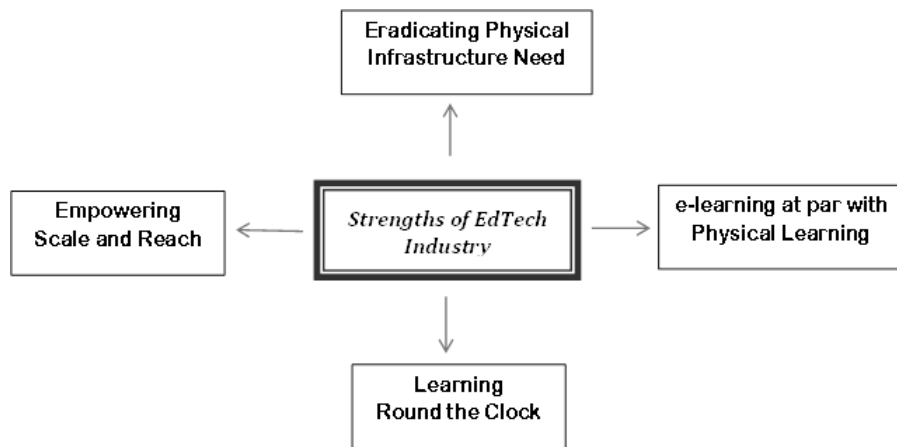 Eradicating Physical
Infrastructure Need
Empowering
Scale and Reach
Strengths of EdTech
Industry
e-learning at par with
Physical Learning
Learning
Round the Clock